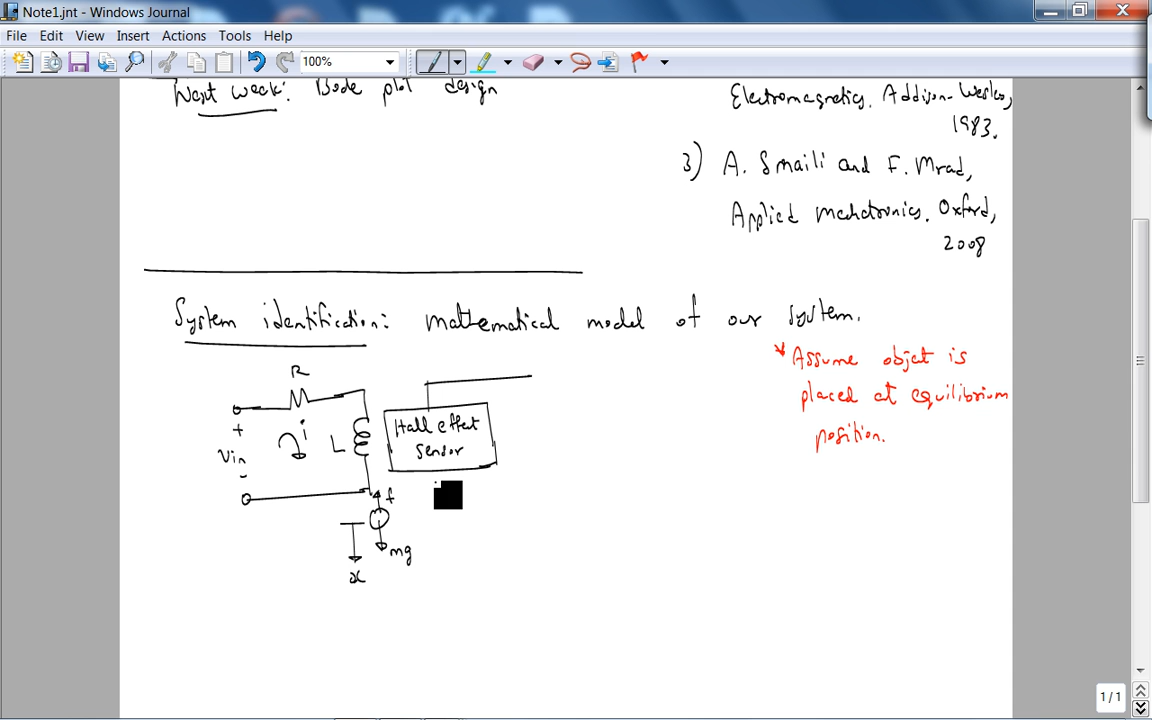 Note1.jnt - Windows Journal
File Edit View Insert Actions Tools Help
100%
Next week: Bode plot design
Electromagnetics. Addison-Wesley,
1983.
3) A. Smaili and F. Mrad,
Applied mechatronics. Oxford,
2008
System identification: mathematical model of our system.
* Assume object is
placed at equilibrium
position.
R
+
Vin
-
i
L
Hall effect
sensor
f
mg
x
1/1